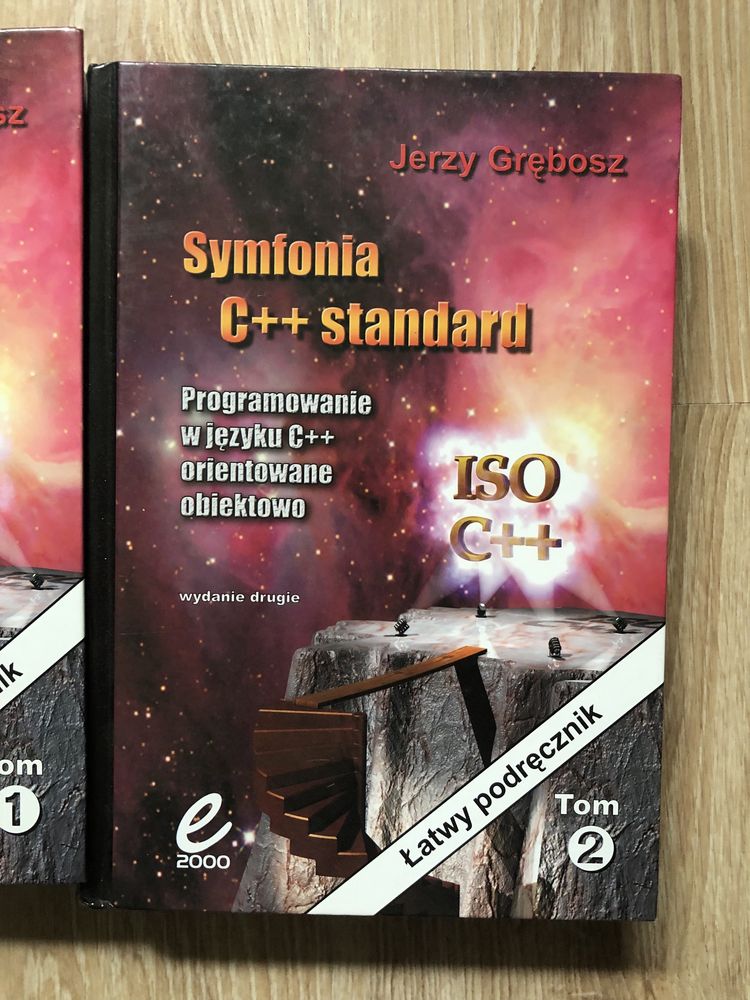 Jerzy Grębosz
Symfonia
C++ standard
Programowanie
w języku C++
orientowane
obiektowo
ISO
C++
wydanie drugie
Łatwy podręcznik
Tom
2
e
2000
sz
nik
om
1